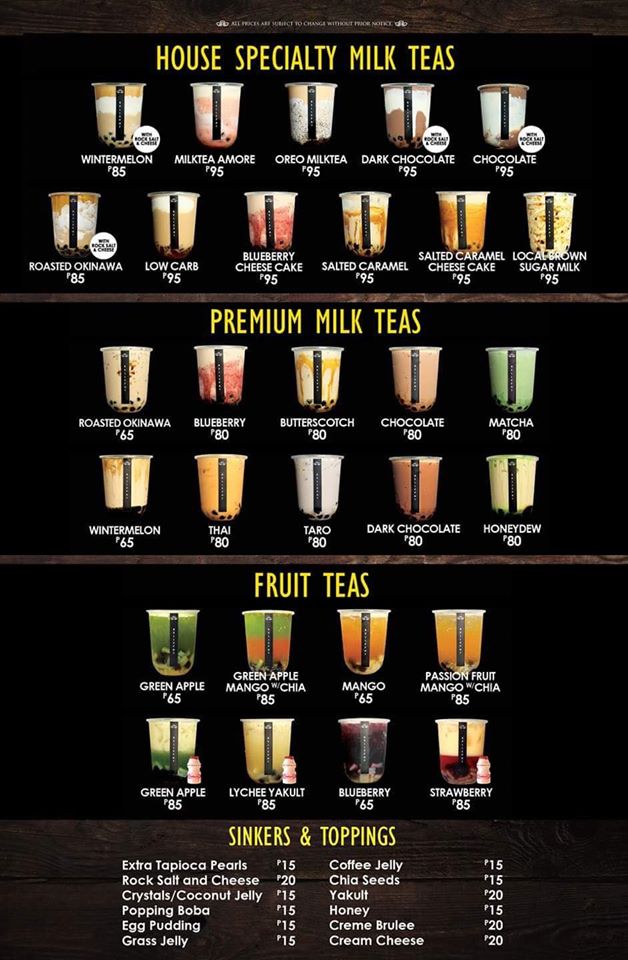 ALL PRICES ARE SUBJECT TO CHANGE WITHOUT PRIOR NOTICE.
HOUSE SPECIALTY MILK TEAS
WITH ROCK SALT & CHEESE
WITH ROCK SALT & CHEESE
WITH ROCK SALT & CHEESE
WINTERMELON MILKTEA AMORE OREO MILKTEA DARK CHOCOLATE CHOCOLATE
₱85 ₱95 ₱95 ₱95 ₱95
WITH ROCK SALT & CHEESE
BLUEBERRY SALTED CARAMEL LOCAL BROWN
ROASTED OKINAWA LOW CARB CHEESE CAKE SALTED CARAMEL CHEESE CAKE SUGAR MILK
₱85 ₱95 ₱95 ₱95 ₱95 ₱95
PREMIUM MILK TEAS
ROASTED OKINAWA BLUEBERRY BUTTERSCOTCH CHOCOLATE MATCHA
₱65 ₱80 ₱80 ₱80 ₱80
WINTERMELON THAI TARO DARK CHOCOLATE HONEYDEW
₱65 ₱80 ₱80 ₱80 ₱80
FRUIT TEAS
GREEN APPLE PASSION FRUIT
GREEN APPLE MANGO W/CHIA MANGO MANGO W/CHIA
₱65 ₱85 ₱65 ₱85
GREEN APPLE LYCHEE YAKULT BLUEBERRY STRAWBERRY
₱85 ₱85 ₱65 ₱85
SINKERS & TOPPINGS
Extra Tapioca Pearls ₱15 Coffee Jelly ₱15
Rock Salt and Cheese ₱20 Chia Seeds ₱15
Crystals/Coconut Jelly ₱15 Yakult ₱20
Popping Boba ₱15 Honey ₱15
Egg Pudding ₱15 Creme Brulee ₱20
Grass Jelly ₱15 Cream Cheese ₱20